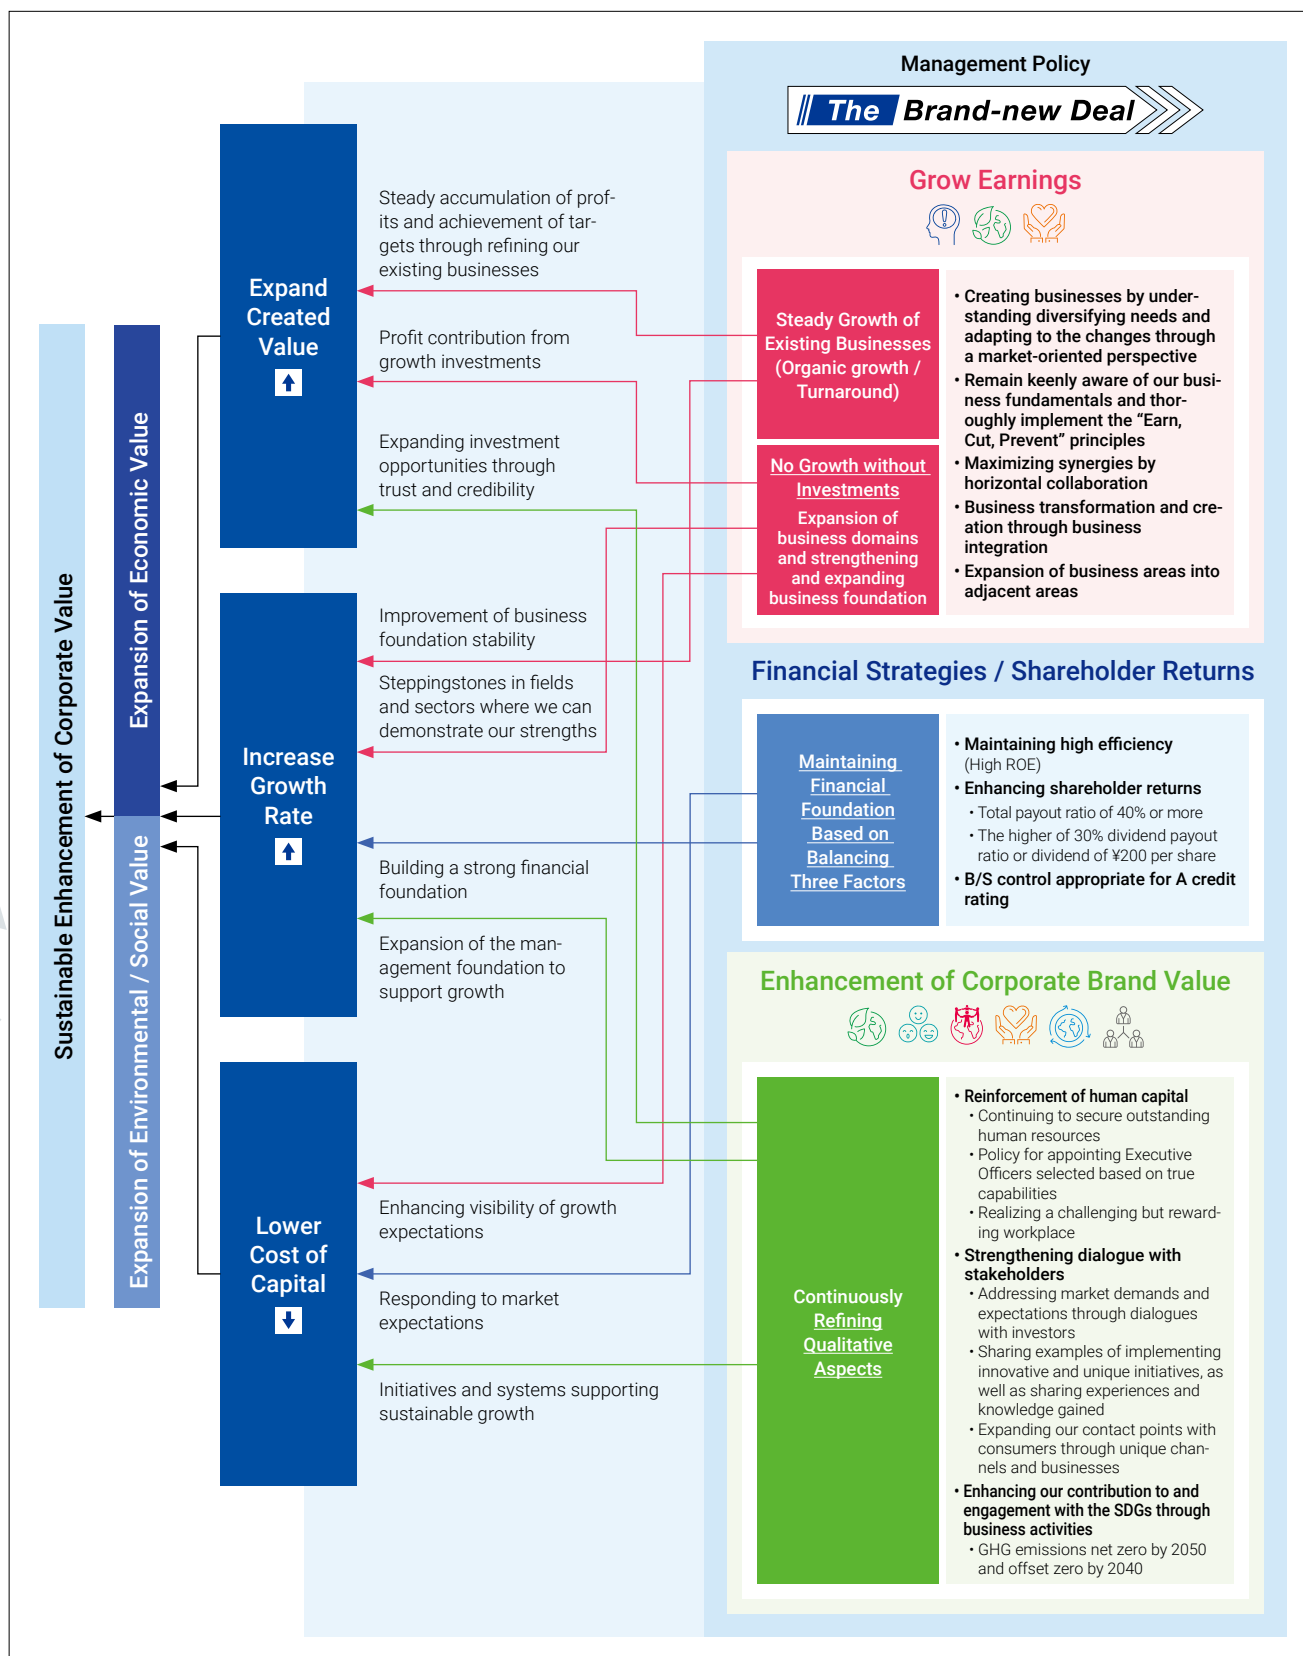 Management Policy
The Brand-new Deal
Grow Earnings
Steady Growth of
Existing Businesses
(Organic growth /
Turnaround)
No Growth without
Investments
Expansion of
business domains
and strengthening
and expanding
business foundation
• Creating businesses by under-
standing diversifying needs and
adapting to the changes through
a market-oriented perspective
• Remain keenly aware of our busi-
ness fundamentals and thor-
oughly implement the “Earn,
Cut, Prevent” principles
• Maximizing synergies by
horizontal collaboration
• Business transformation and cre-
ation through business
integration
• Expansion of business areas into
adjacent areas
Financial Strategies / Shareholder Returns
Maintaining
Financial
Foundation
Based on
Balancing
Three Factors
• Maintaining high efficiency
(High ROE)
• Enhancing shareholder returns
• Total payout ratio of 40% or more
• The higher of 30% dividend payout
ratio or dividend of ¥200 per share
• B/S control appropriate for A credit
rating
Enhancement of Corporate Brand Value
Continuously
Refining
Qualitative
Aspects
• Reinforcement of human capital
• Continuing to secure outstanding
human resources
• Policy for appointing Executive
Officers selected based on true
capabilities
• Realizing a challenging but reward-
ing workplace
• Strengthening dialogue with
stakeholders
• Addressing market demands and
expectations through dialogues
with investors
• Sharing examples of implementing
innovative and unique initiatives, as
well as sharing experiences and
knowledge gained
• Expanding our contact points with
consumers through unique chan-
nels and businesses
• Enhancing our contribution to and
engagement with the SDGs through
business activities
• GHG emissions net zero by 2050
and offset zero by 2040
Steady accumulation of prof-
its and achievement of tar-
gets through refining our
existing businesses
Profit contribution from
growth investments
Expanding investment
opportunities through
trust and credibility
Improvement of business
foundation stability
Steppingstones in fields
and sectors where we can
demonstrate our strengths
Building a strong financial
foundation
Expansion of the man-
agement foundation to
support growth
Enhancing visibility of growth
expectations
Responding to market
expectations
Initiatives and systems supporting
sustainable growth
Expand
Created
Value
Increase
Growth
Rate
Lower
Cost of
Capital
Expansion of Economic Value
Expansion of Environmental / Social Value
Sustainable Enhancement of Corporate Value